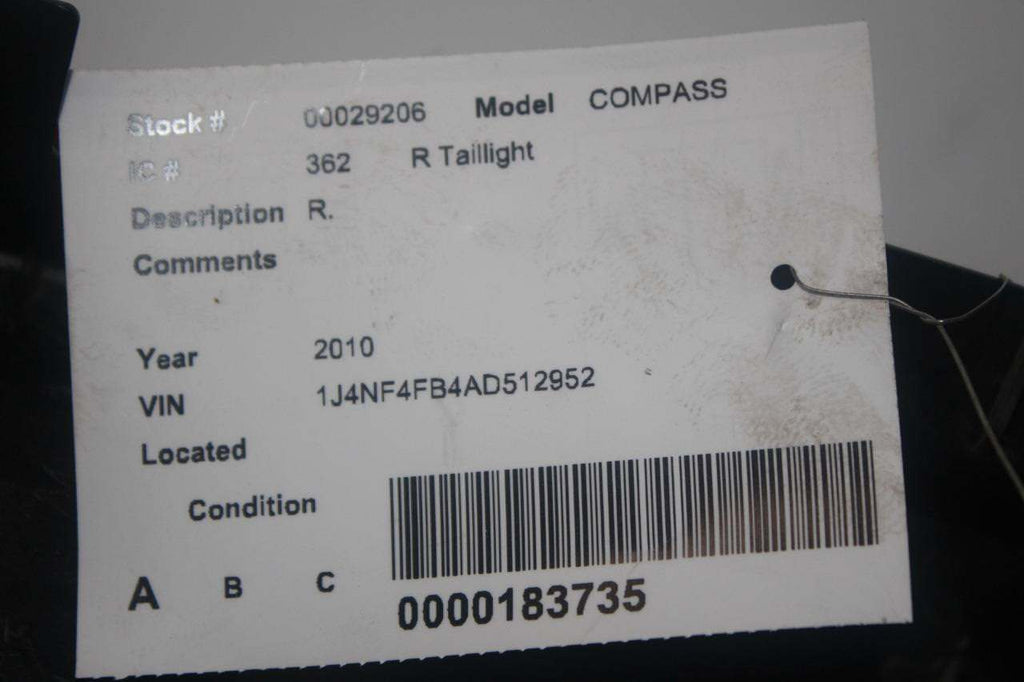 Stock # 00029206 Model COMPASS
IC # 362 R Taillight
Description R.
Comments
Year 2010
VIN 1J4NF4FB4AD512952
Located
Condition
A B C
0000183735